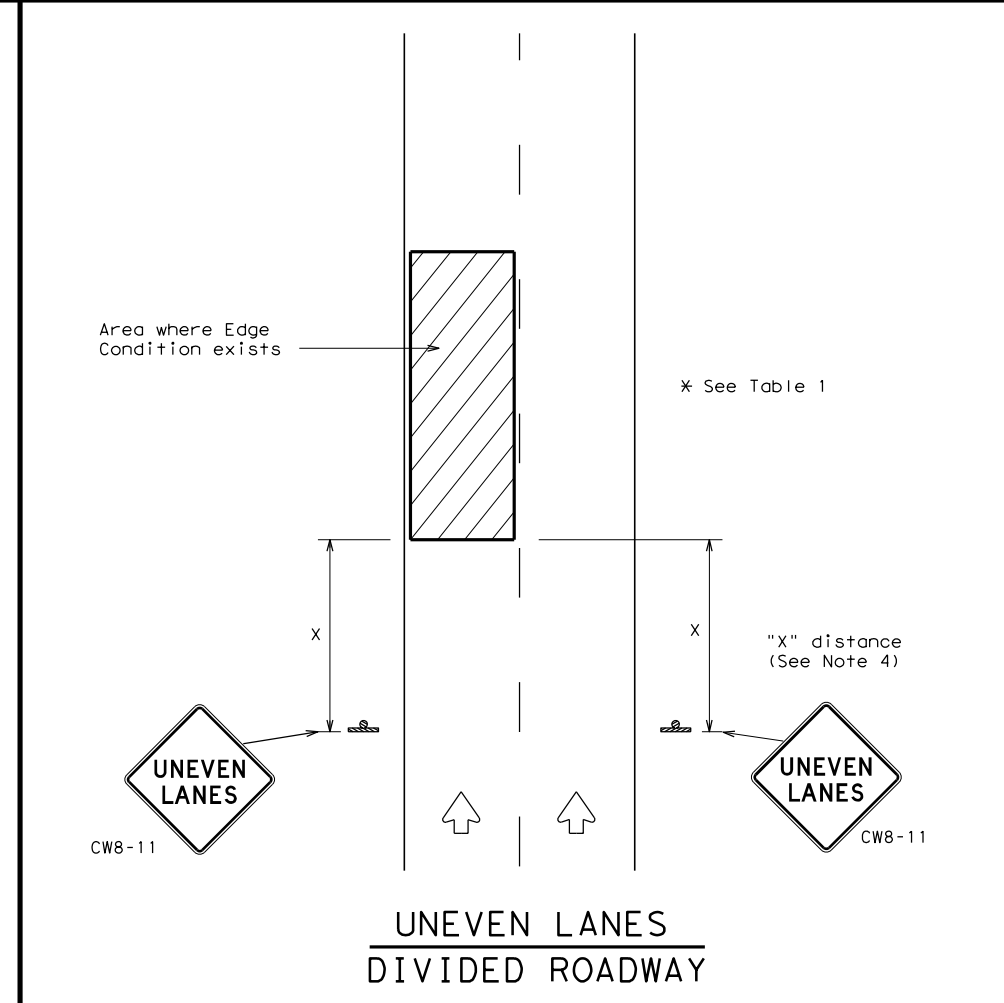 Area where Edge
Condition exists
* See Table 1
X
X
"X" distance
(See Note 4)
UNEVEN
LANES
CW8-11
UNEVEN
LANES
CW8-11
UNEVEN LANES
DIVIDED ROADWAY